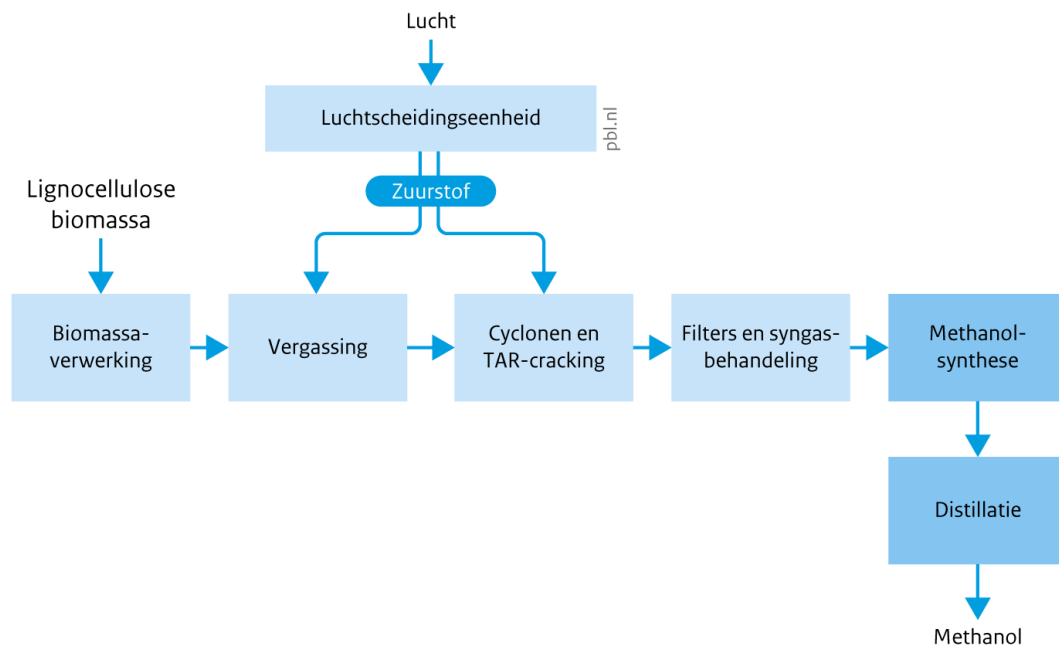 Lucht
Luchtscheidingseenheid
pbl.nl
Zuurstof
Lignocellulose
biomassa
Biomassa-
verwerking
Vergassing
Cyclonen en
TAR-cracking
Filters en syngas-
behandeling
Methanol-
synthese
Distillatie
Methanol